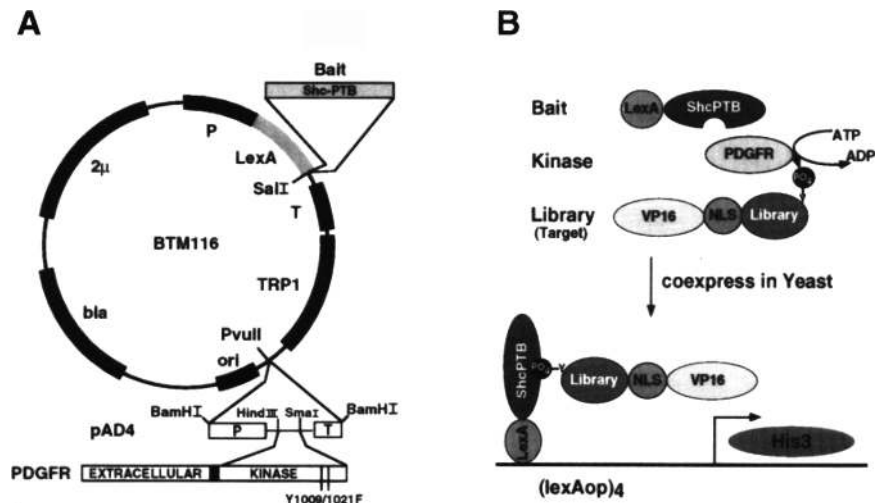 A
Bait
Shc-PTB
P
LexA
2µ
SalI
T
BTM116
TRP1
bla
PvuII
ori
BamHI
HindIII
SmaI
BamHI
pAD4
P
T
PDGFR
EXTRACELLULAR
KINASE
Y1009/1021F
B
Bait
LexA
ShcPTB
ATP
Kinase
PDGFR
ADP
PO4
Y
Library
(Target)
VP16
NLS
Library
coexpress in Yeast
ShcPTB
PO4
Y
Library
NLS
VP16
LexA
His3
(lexAop)4